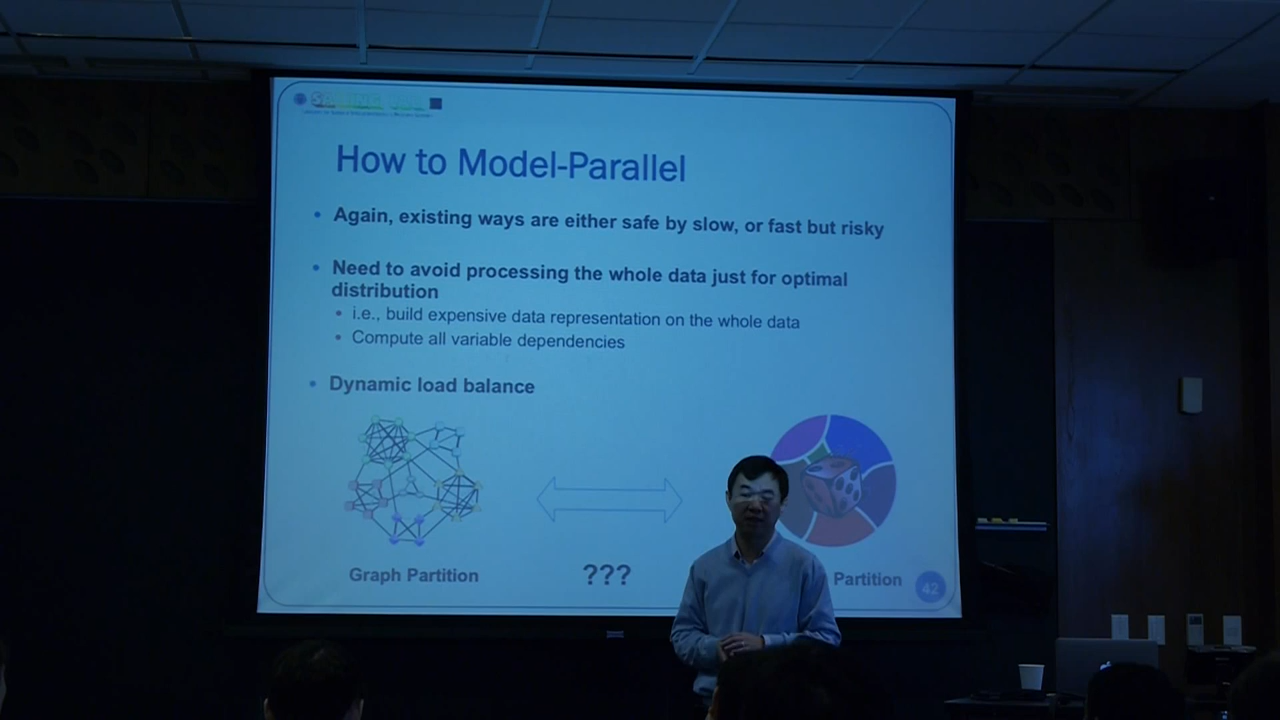 How to Model-Parallel
• Again, existing ways are either safe by slow, or fast but risky
• Need to avoid processing the whole data just for optimal
distribution
• i.e., build expensive data representation on the whole data
• Compute all variable dependencies
• Dynamic load balance
Graph Partition
???
Partition
42